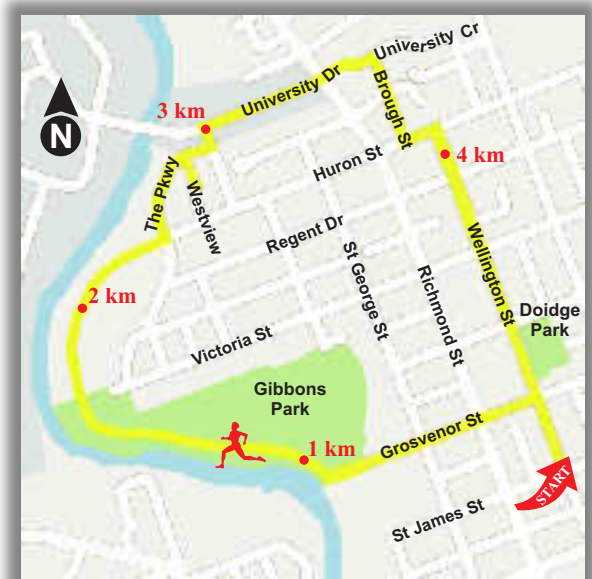 University Cr
University Dr
3 km
N
Brough St
4 km
Huron St
The Pkwy
Westview
Regent Dr
St George St
Richmond St
Wellington St
2 km
Doidge
Park
Victoria St
Gibbons
Park
1 km
Grosvenor St
START
St James St